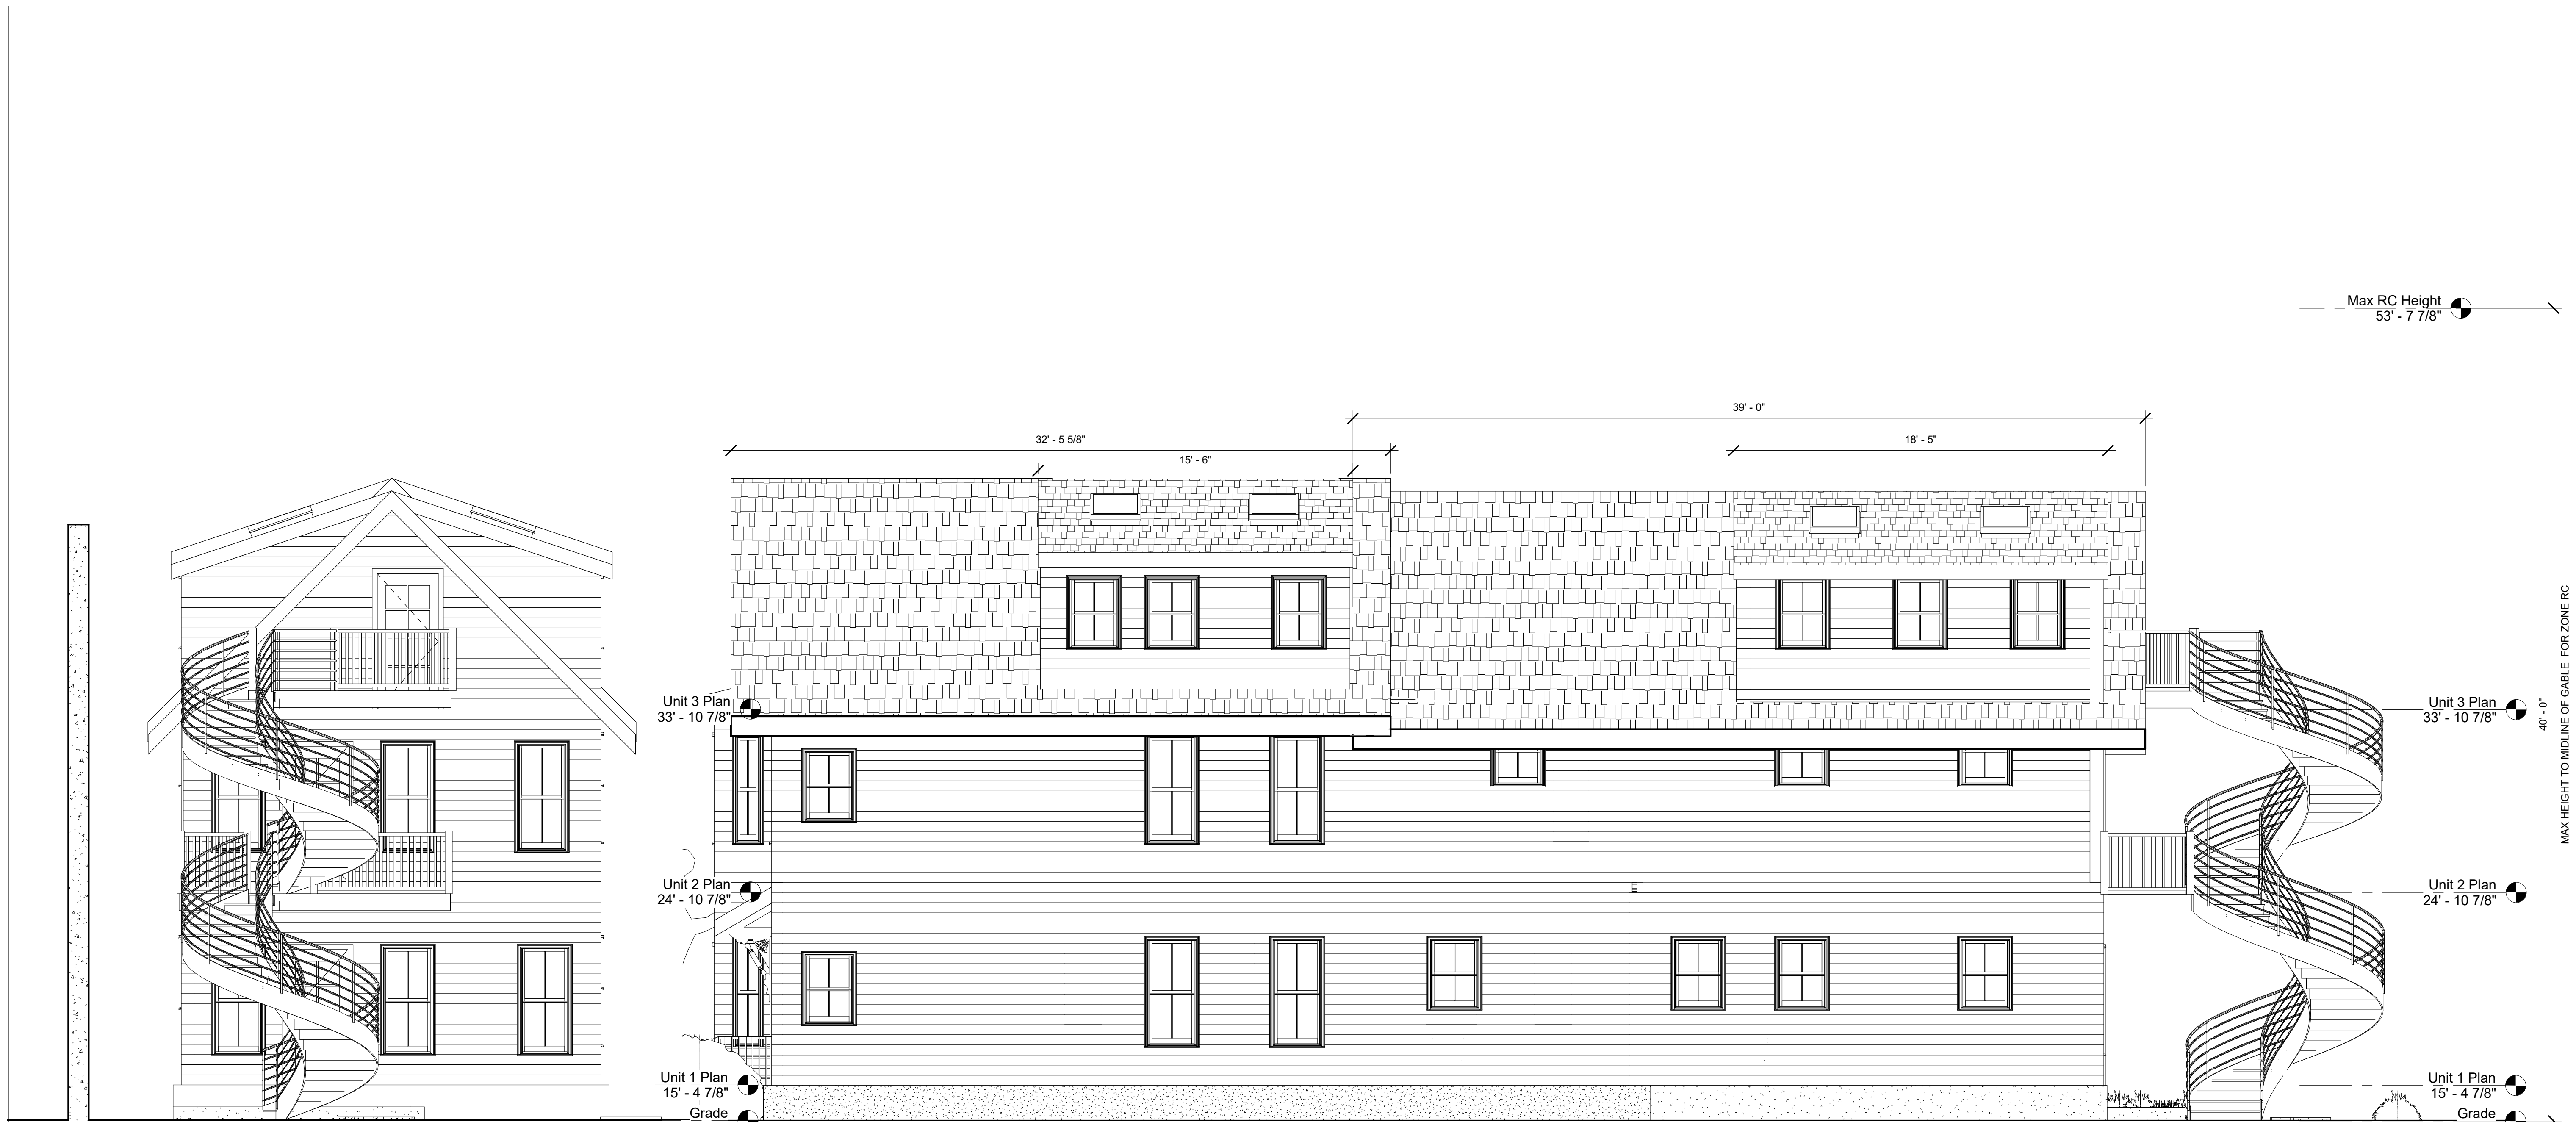 Max RC Height
53' - 7 7/8"
39' - 0"
32' - 5 5/8"
18' - 5"
15' - 6"
Unit 3 Plan
33' - 10 7/8"
Unit 3 Plan
33' - 10 7/8"
40' - 0"
MAX HEIGHT TO MIDLINE OF GABLE FOR ZONE RC
Unit 2 Plan
24' - 10 7/8"
Unit 2 Plan
24' - 10 7/8"
Unit 1 Plan
15' - 4 7/8"
Unit 1 Plan
15' - 4 7/8"
Grade
Grade